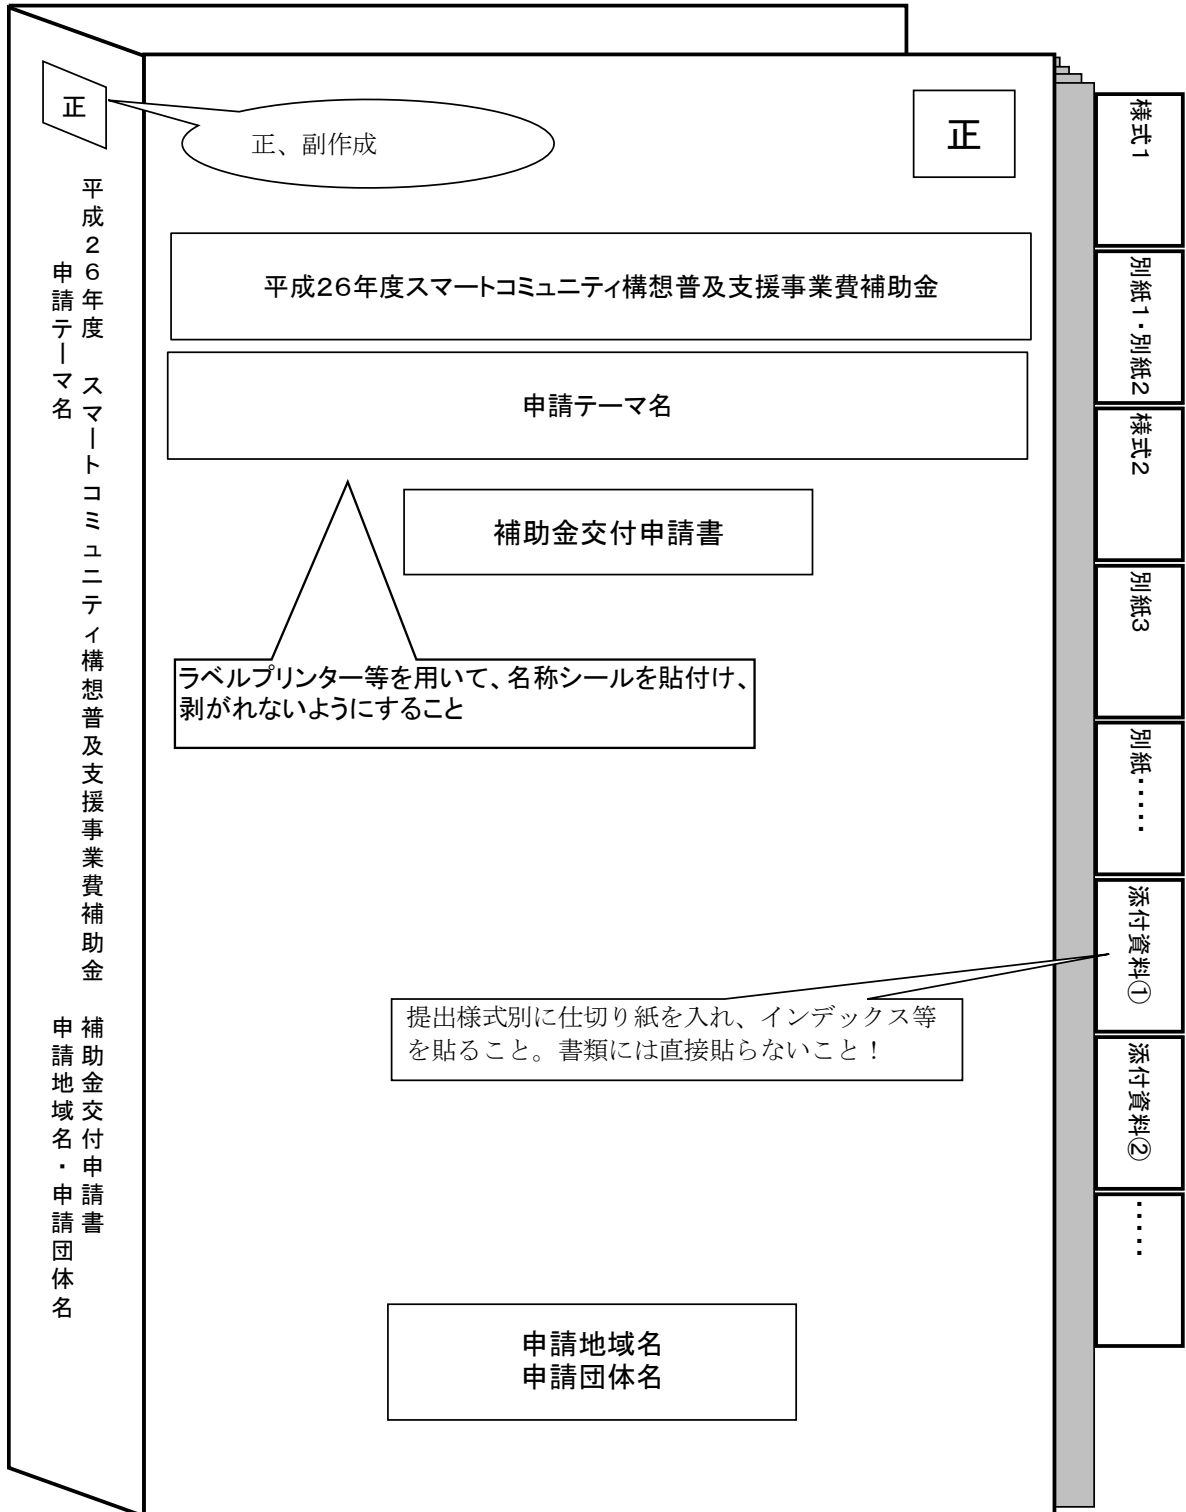 正
平成26年度　スマートコミュニティ構想普及支援事業費補助金　補助金交付申請書
申請テーマ名　申請地域名・申請団体名
正、副作成
正
平成26年度スマートコミュニティ構想普及支援事業費補助金
申請テーマ名
補助金交付申請書
ラベルプリンター等を用いて、名称シールを貼付け、
剥がれないようにすること
提出様式別に仕切り紙を入れ、インデックス等
を貼ること。書類には直接貼らないこと！
申請地域名
申請団体名
様式1
別紙1・別紙2
様式2
別紙3
別紙・・・・・
添付資料①
添付資料②
・・・・・